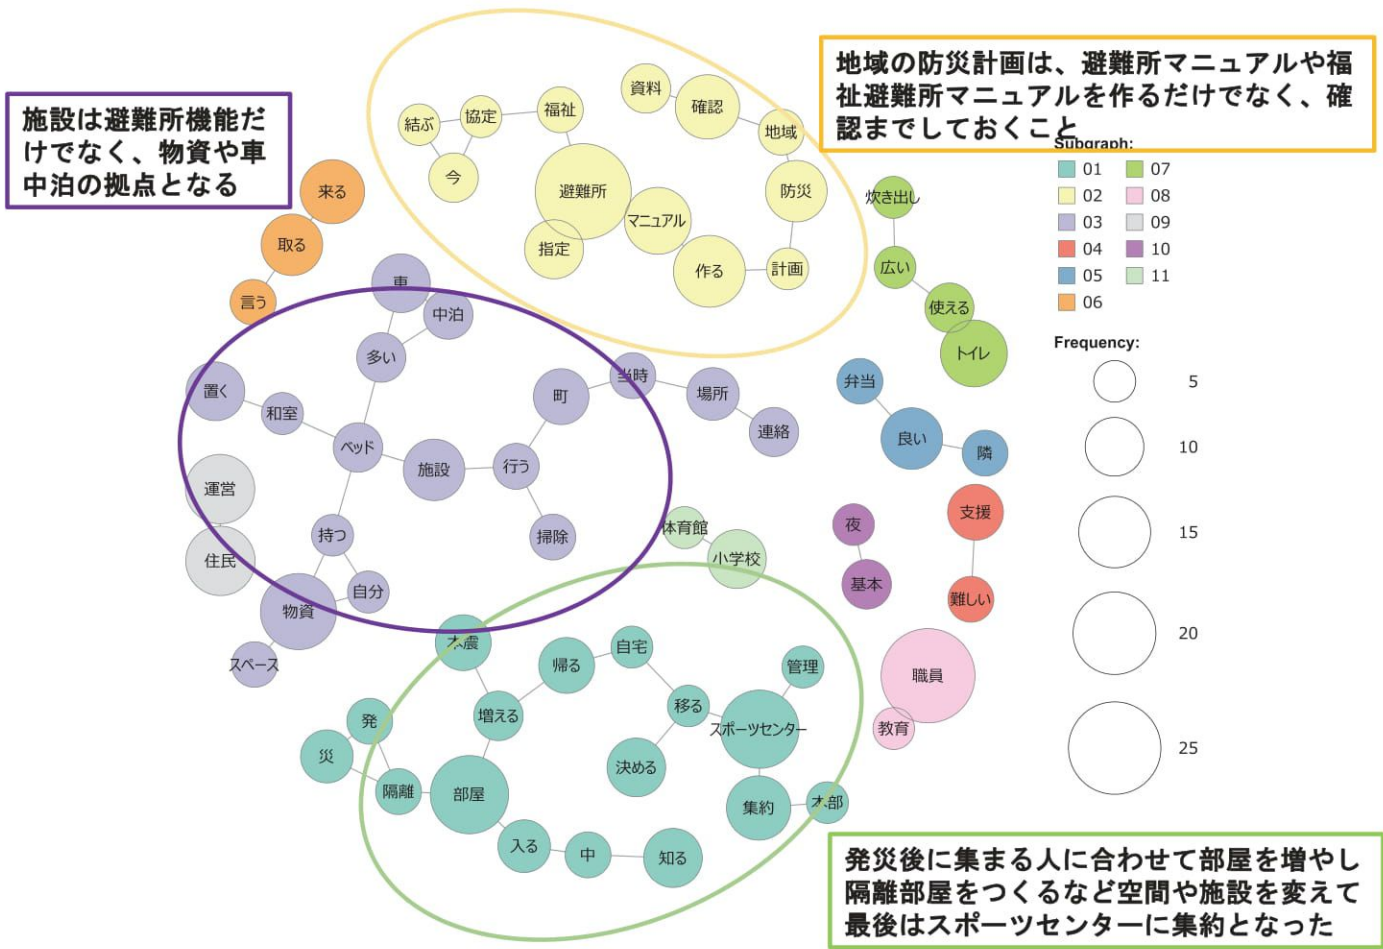 施設は避難所機能だ
けでなく、物資や車
中泊の拠点となる
地域の防災計画は、避難所マニュアルや福
祉避難所マニュアルを作るだけでなく、確
認までしておくこと
資料
確認
地域
防災
計画
作る
マニュアル
避難所
指定
福祉
協定
結ぶ
今
来る
取る
言う
車
中泊
多い
置く
和室
ベッド
施設
行う
町
当時
場所
連絡
掃除
持つ
自分
物資
スペース
運営
住民
体育館
小学校
炊き出し
広い
使える
トイレ
弁当
良い
隣
夜
基本
支援
難しい
職員
教育
本震
増える
帰る
自宅
移る
決める
スポーツセンター
管理
集約
本部
発
災
隔離
部屋
入る
中
知る
Subgraph:
01 07
02 08
03 09
04 10
05 11
06
Frequency:
5
10
15
20
25
発災後に集まる人に合わせて部屋を増やし
隔離部屋をつくるなど空間や施設を変えて
最後はスポーツセンターに集約となった